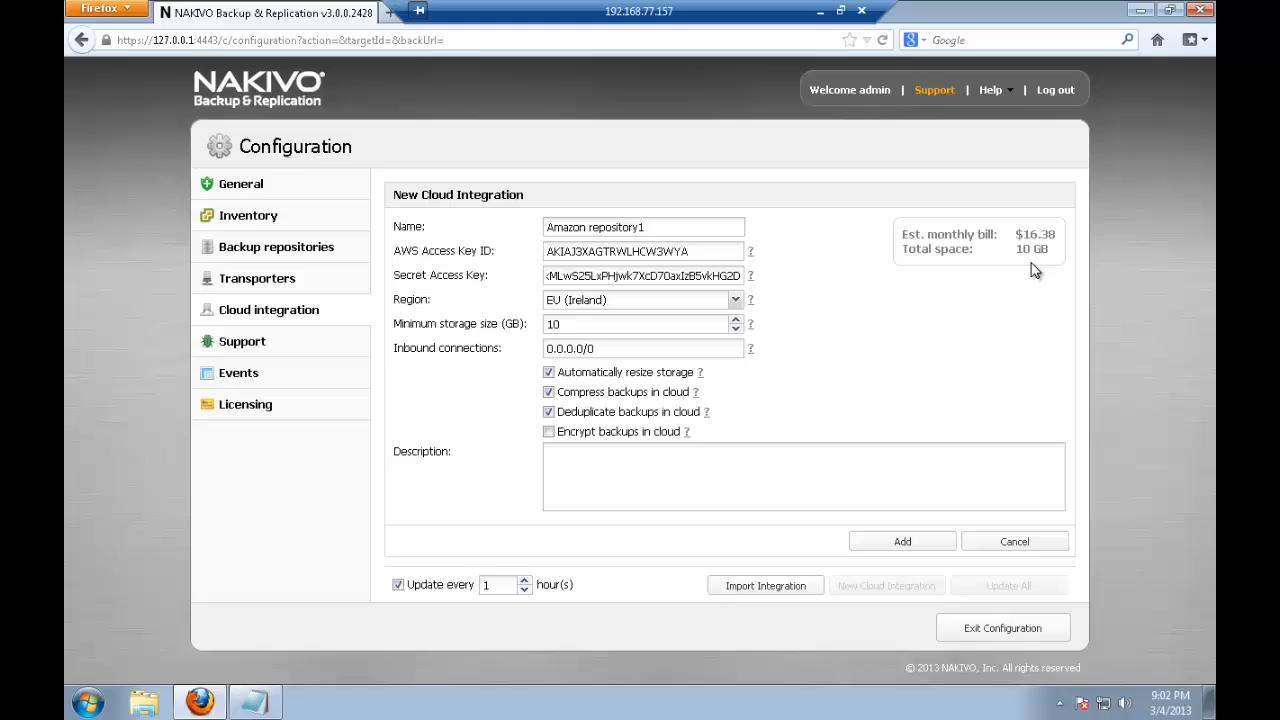 Firefox
NAKIVO Backup & Replication v3.0.0.2428
192.168.77.157
https://127.0.0.1:4443/c/configuration?action=&targetId=&backUrl=
Google
NAKIVO
Backup & Replication
Welcome admin | Support | Help | Log out
Configuration
General
Inventory
Backup repositories
Transporters
Cloud integration
Support
Events
Licensing
New Cloud Integration
Name: Amazon repository1
Est. monthly bill: $16.38
Total space: 10 GB
AWS Access Key ID: AKIAJ3XAGTRWLHCW3WYA ?
Secret Access Key: MLwS25LxPHjwk7XcD70axIzB5vkHG2D ?
Region: EU (Ireland) ?
Minimum storage size (GB): 10 ?
Inbound connections: 0.0.0.0/0 ?
Automatically resize storage ?
Compress backups in cloud ?
Deduplicate backups in cloud ?
Encrypt backups in cloud ?
Description:
Add Cancel
Update every 1 hour(s) Import Integration New Cloud Integration Update All
Exit Configuration
© 2013 NAKIVO, Inc. All rights reserved
9:02 PM
3/4/2013